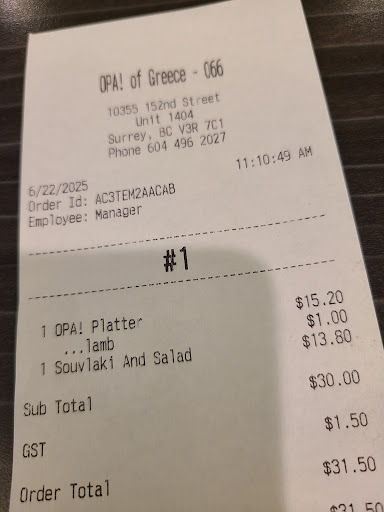 OPA! of Greece - 066
10355 152nd Street
Unit 1404
Surrey, BC V3R 7C1
Phone 604 496 2027
6/22/2025 11:10:49 AM
Order Id: AC3TEM2AACAB
Employee: Manager
#1
1 OPA! Platter $15.20
...lamb $1.00
1 Souvlaki And Salad $13.80
Sub Total $30.00
GST $1.50
Order Total $31.50
$31.50